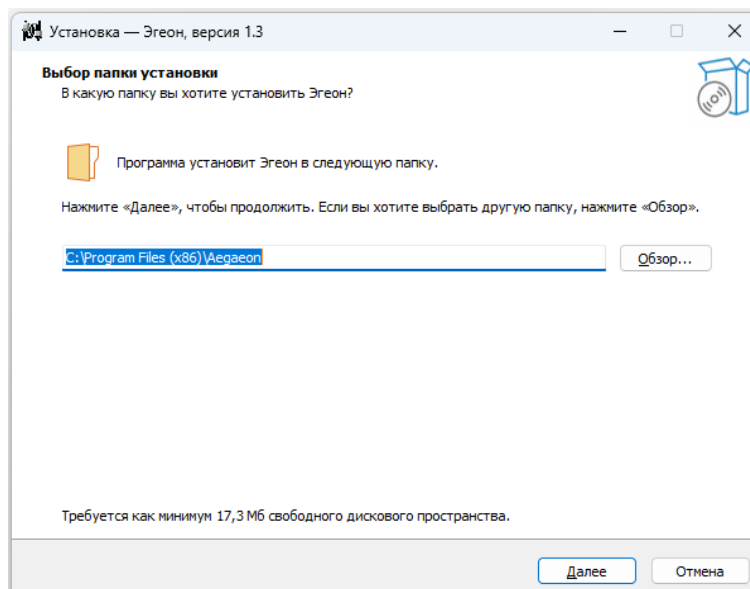 Установка — Эгеон, версия 1.3
Выбор папки установки
В какую папку вы хотите установить Эгеон?
Программа установит Эгеон в следующую папку.
Нажмите «Далее», чтобы продолжить. Если вы хотите выбрать другую папку, нажмите «Обзор».
C:\Program Files (x86)\Aegaeon
Обзор...
Требуется как минимум 17,3 Мб свободного дискового пространства.
Далее
Отмена